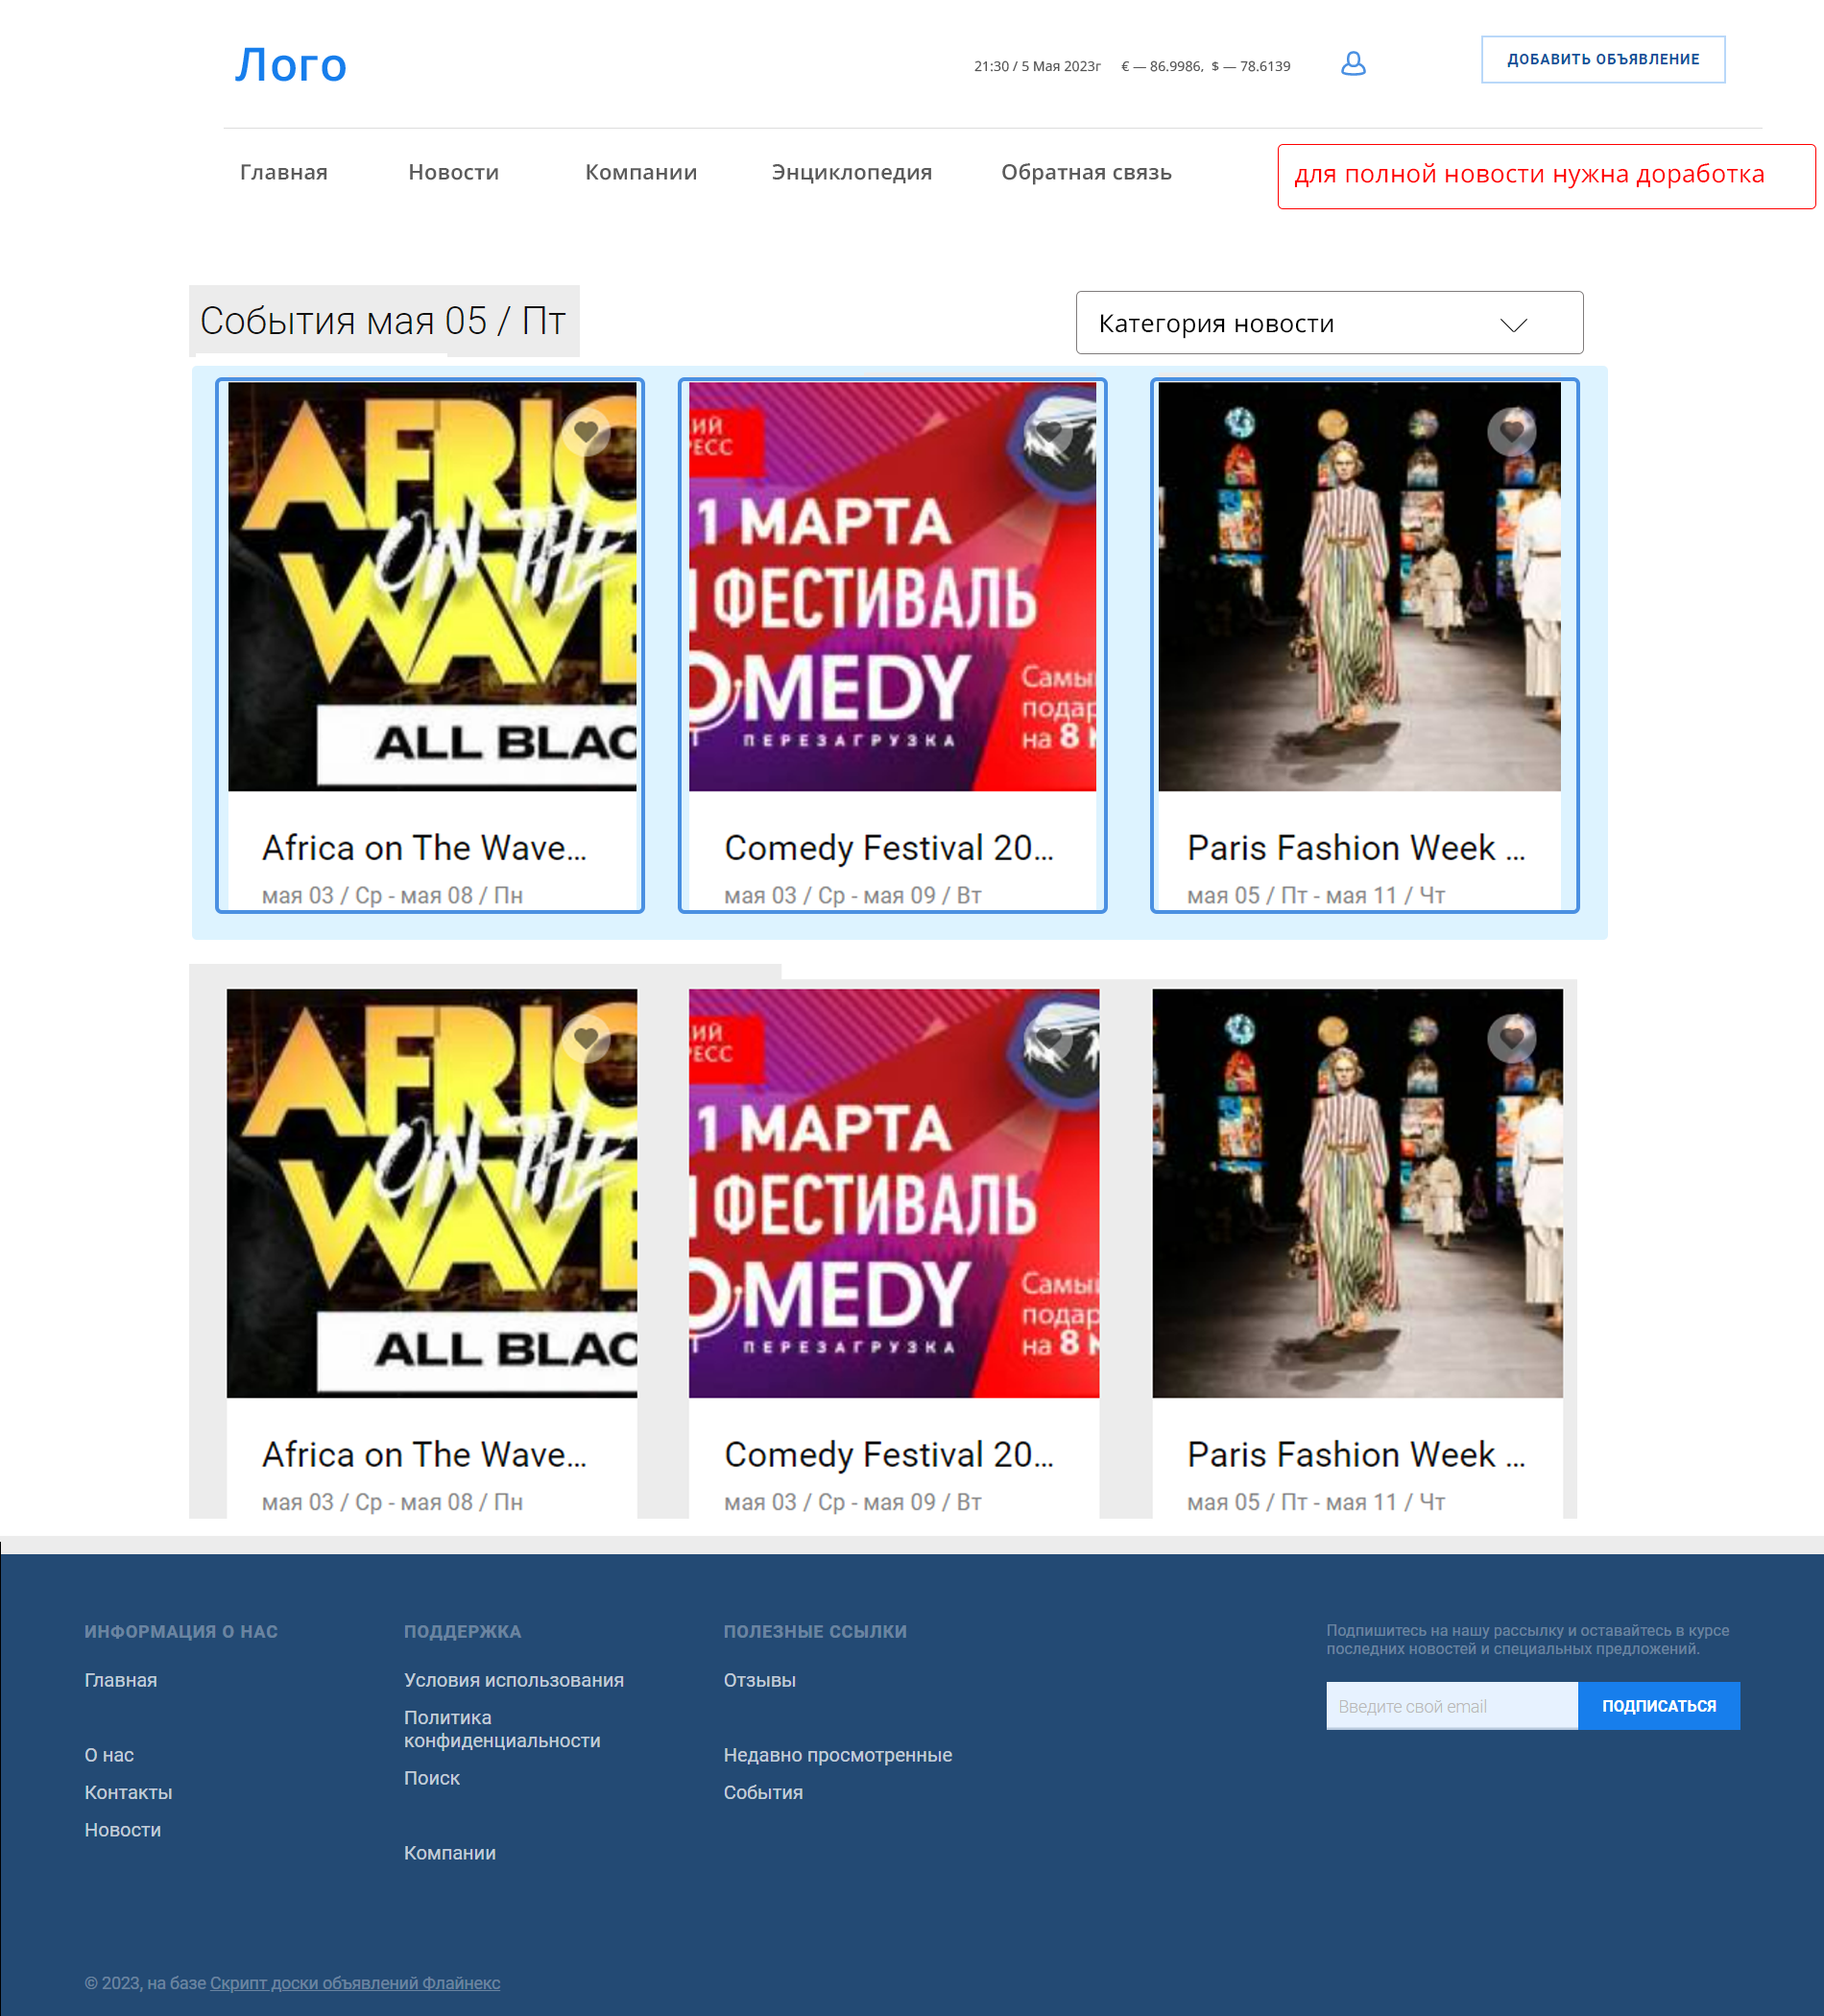 Лого
21:30 / 5 Мая 2023г € — 86.9986, $ — 78.6139
ДОБАВИТЬ ОБЪЯВЛЕНИЕ
Главная Новости Компании Энциклопедия Обратная связь
для полной новости нужна доработка
События мая 05 / Пт
Категория новости
AFRIC
ON THE
WAVE
ALL BLAC
ИЙ
РЕСС
1 МАРТА
ФЕСТИВАЛЬ
OMEDY
ПЕРЕЗАГРУЗКА
Самы
подар
на 8
Africa on The Wave...
мая 03 / Ср - мая 08 / Пн
Comedy Festival 20...
мая 03 / Ср - мая 09 / Вт
Paris Fashion Week ...
мая 05 / Пт - мая 11 / Чт
AFRIC
ON THE
WAVE
ALL BLAC
ИЙ
РЕСС
1 МАРТА
ФЕСТИВАЛЬ
OMEDY
ПЕРЕЗАГРУЗКА
Самы
подар
на 8
Africa on The Wave...
мая 03 / Ср - мая 08 / Пн
Comedy Festival 20...
мая 03 / Ср - мая 09 / Вт
Paris Fashion Week ...
мая 05 / Пт - мая 11 / Чт
ИНФОРМАЦИЯ О НАС
Главная
О нас
Контакты
Новости
ПОДДЕРЖКА
Условия использования
Политика
конфиденциальности
Поиск
Компании
ПОЛЕЗНЫЕ ССЫЛКИ
Отзывы
Недавно просмотренные
События
Подпишитесь на нашу рассылку и оставайтесь в курсе
последних новостей и специальных предложений.
Введите свой email
ПОДПИСАТЬСЯ
© 2023, на базе Скрипт доски объявлений Флайнекс